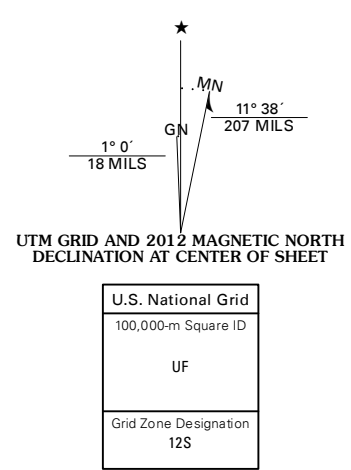 ★
MN
11° 38´
207 MILS
GN
1° 0´
18 MILS
UTM GRID AND 2012 MAGNETIC NORTH
DECLINATION AT CENTER OF SHEET
U.S. National Grid
100,000-m Square ID
UF
Grid Zone Designation
12S